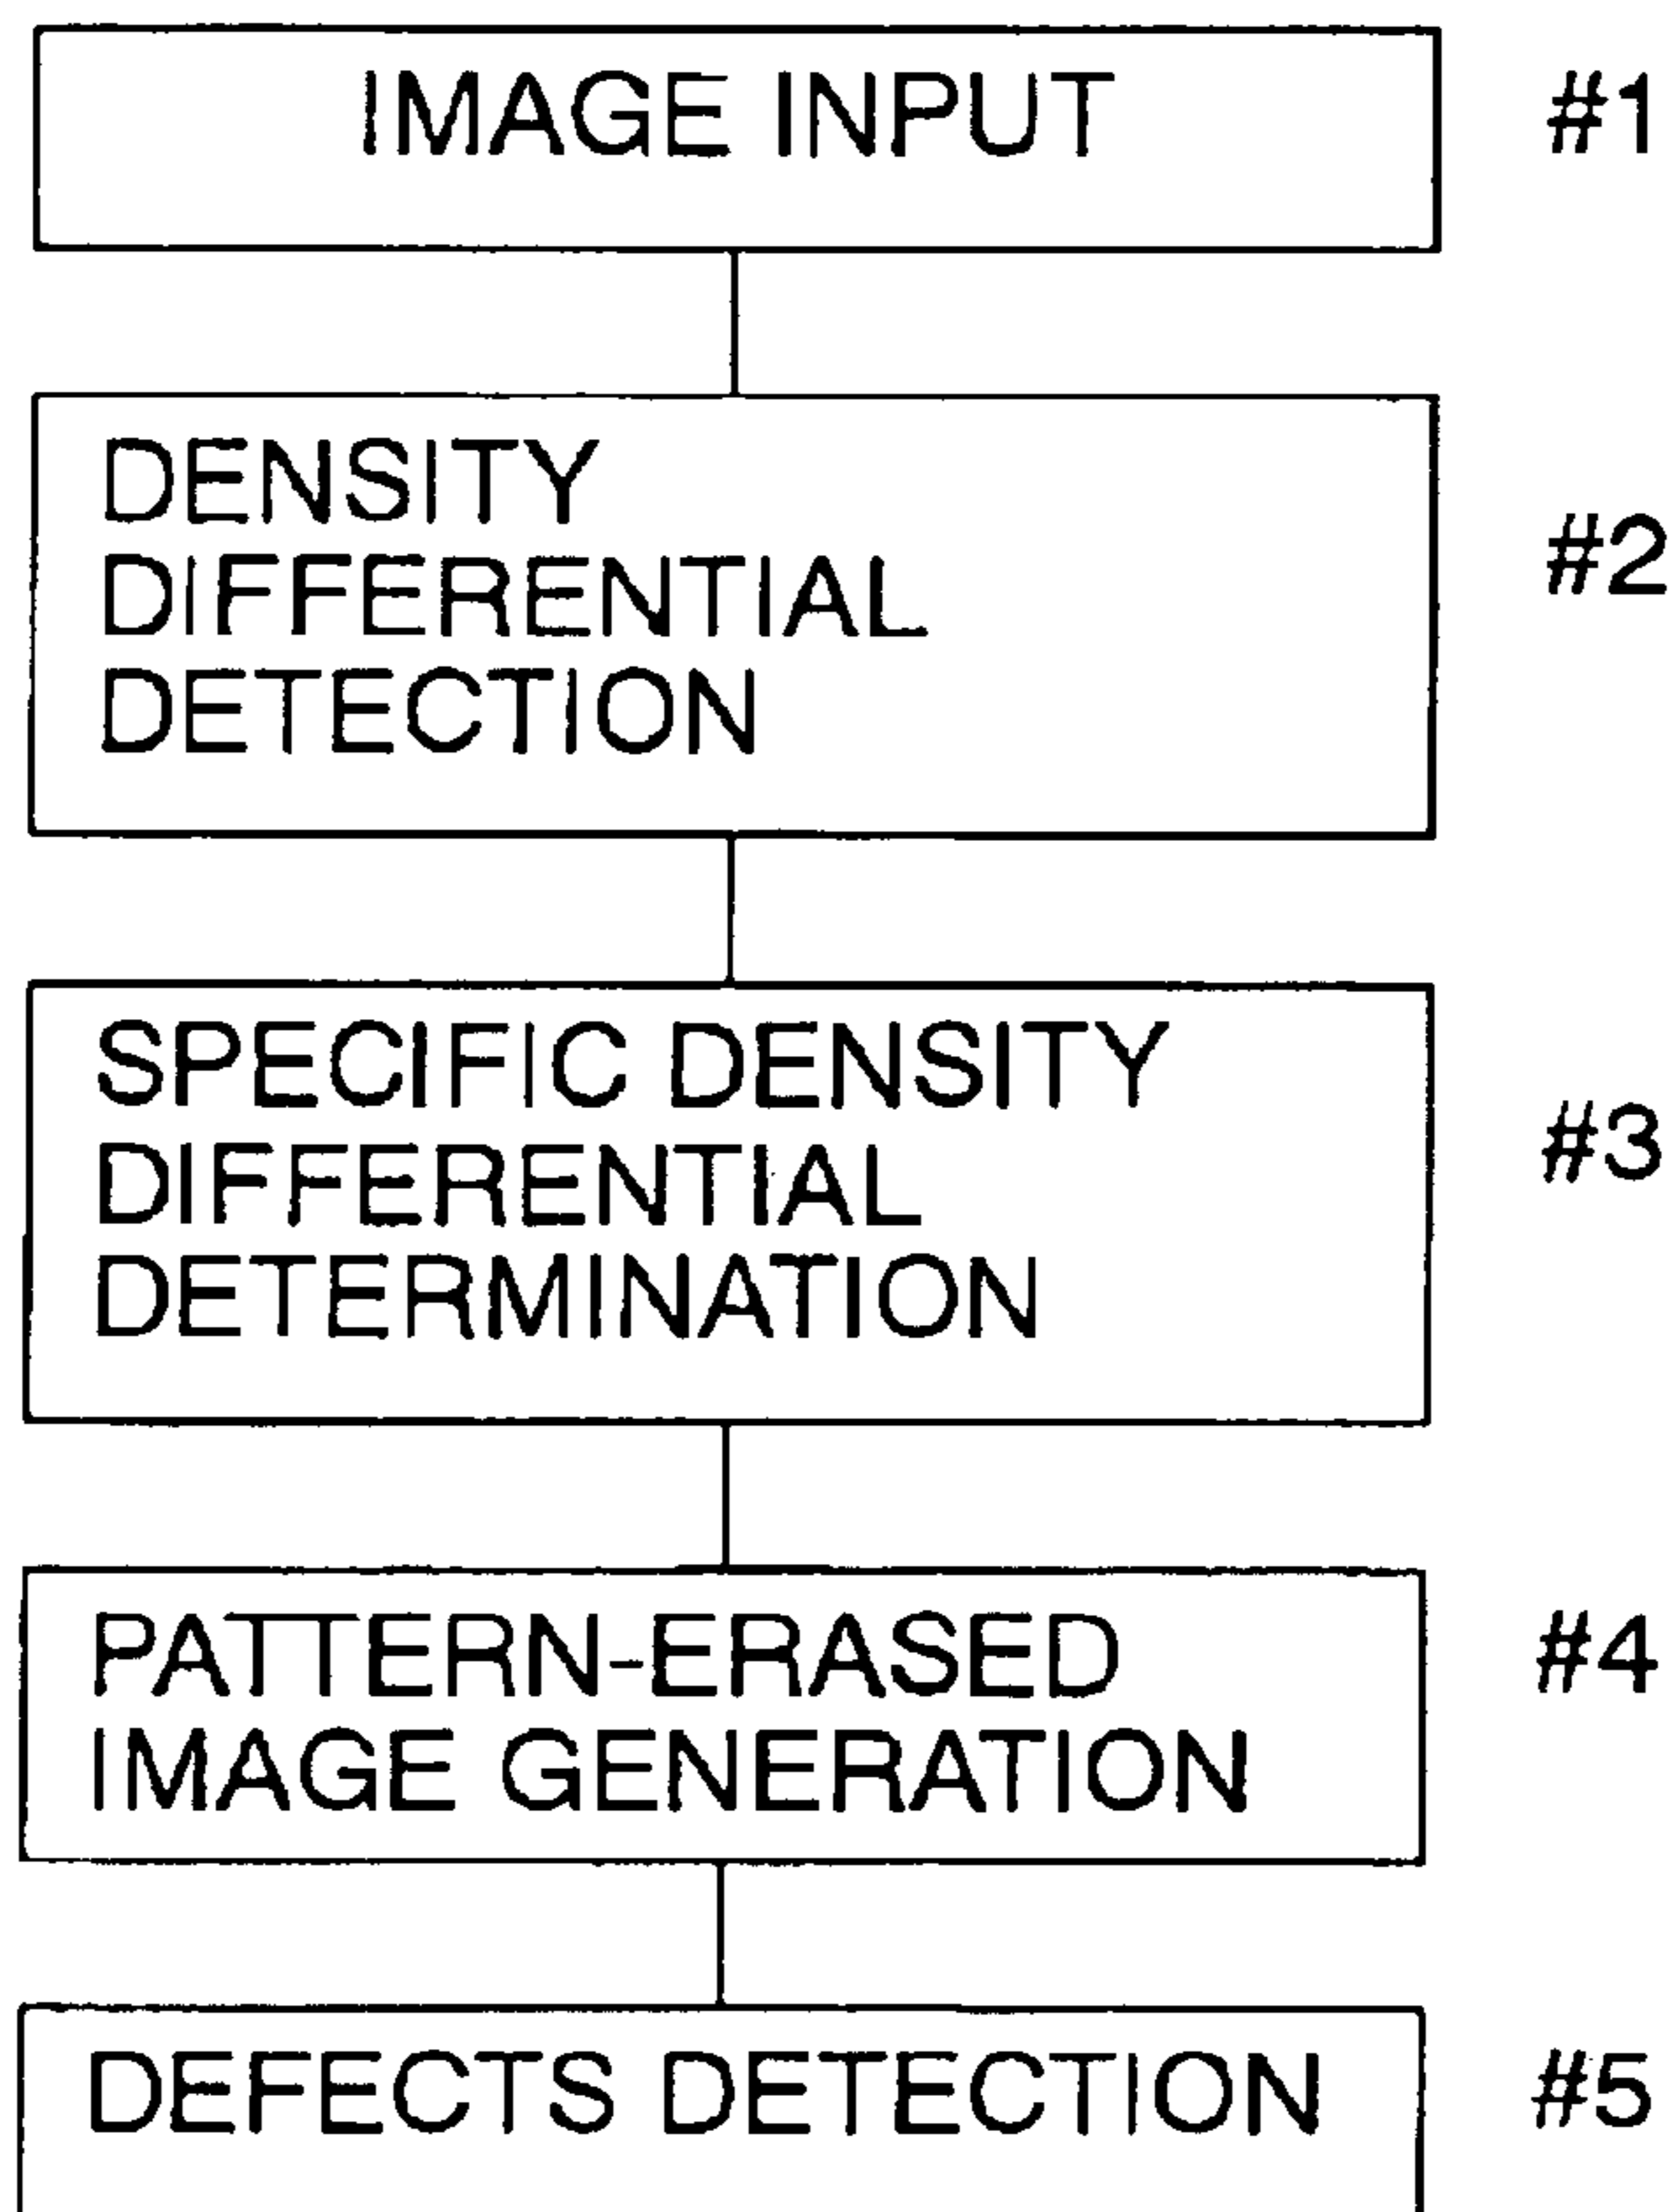 IMAGE INPUT #1
DENSITY
DIFFERENTIAL #2
DETECTION
SPECIFIC DENSITY
DIFFERENTIAL #3
DETERMINATION
PATTERN-ERASED #4
IMAGE GENERATION
DEFECTS DETECTION #5